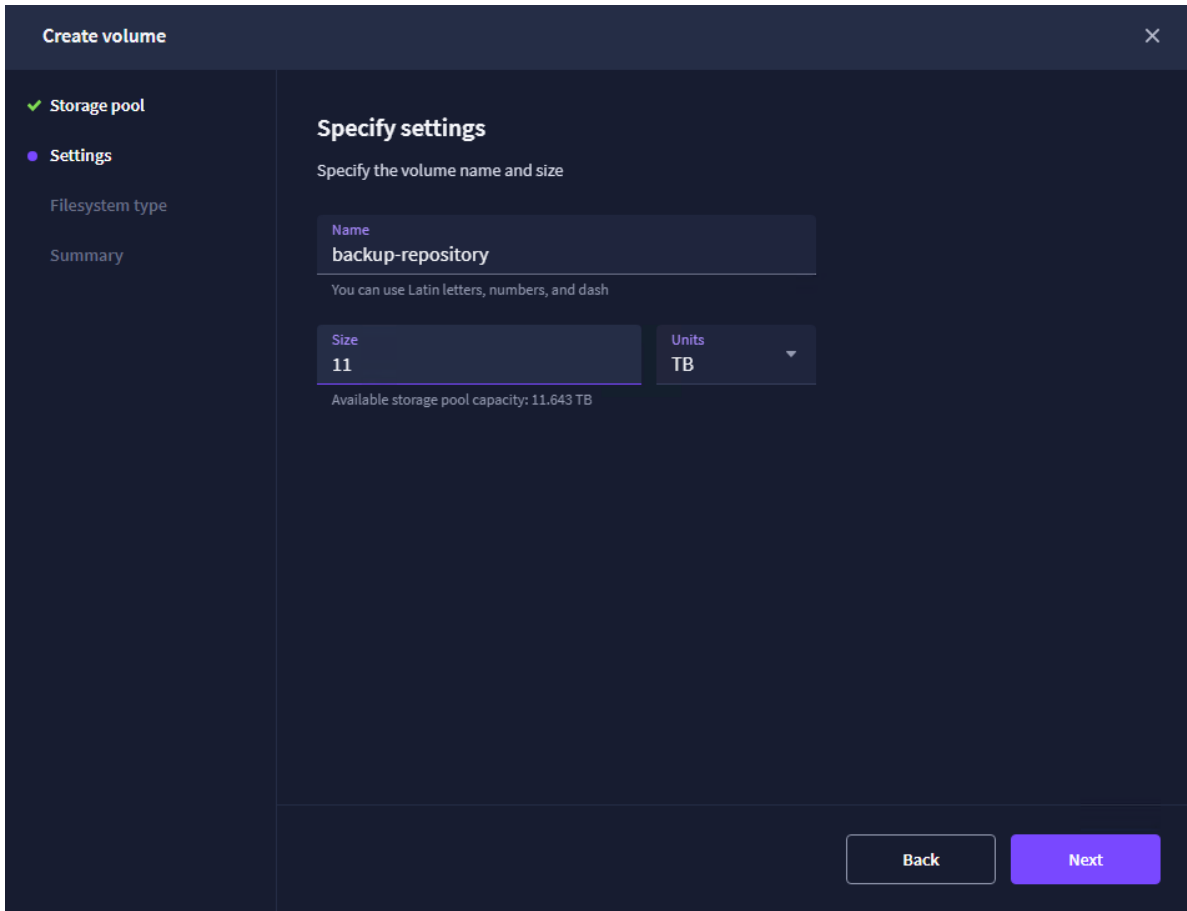 Create volume
Storage pool
Settings
Filesystem type
Summary
Specify settings
Specify the volume name and size
Name
backup-repository
You can use Latin letters, numbers, and dash
Size
11
Units
TB
Available storage pool capacity: 11.643 TB
Back
Next